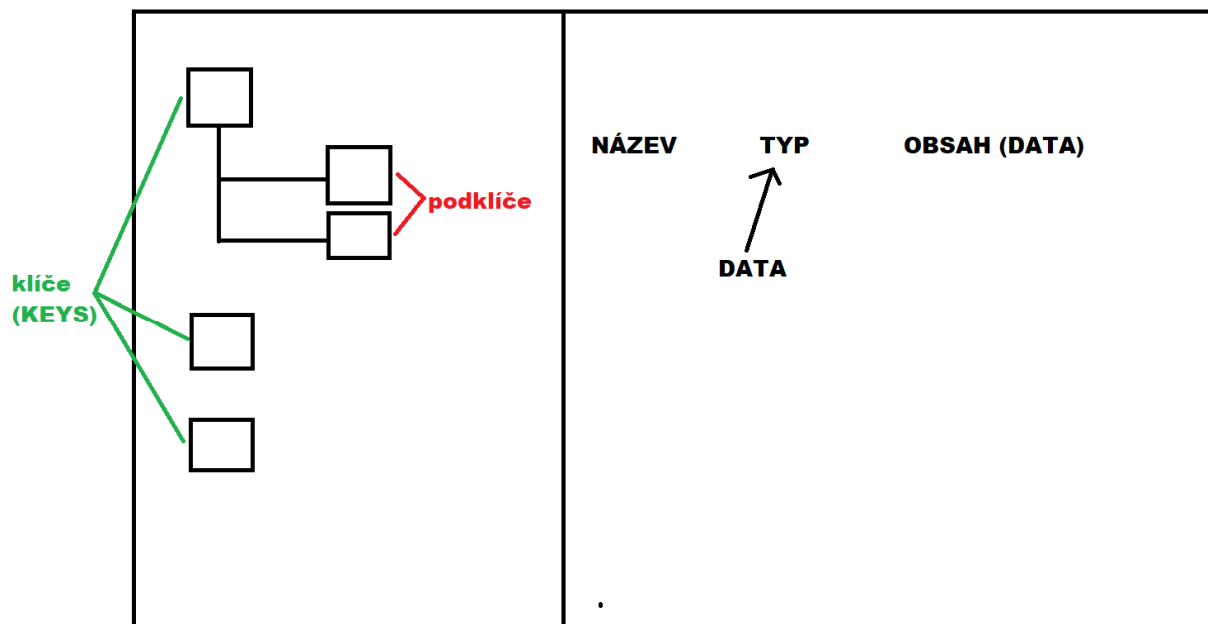 NÁZEV TYP OBSAH (DATA)
podklíče
DATA
klíče
(KEYS)